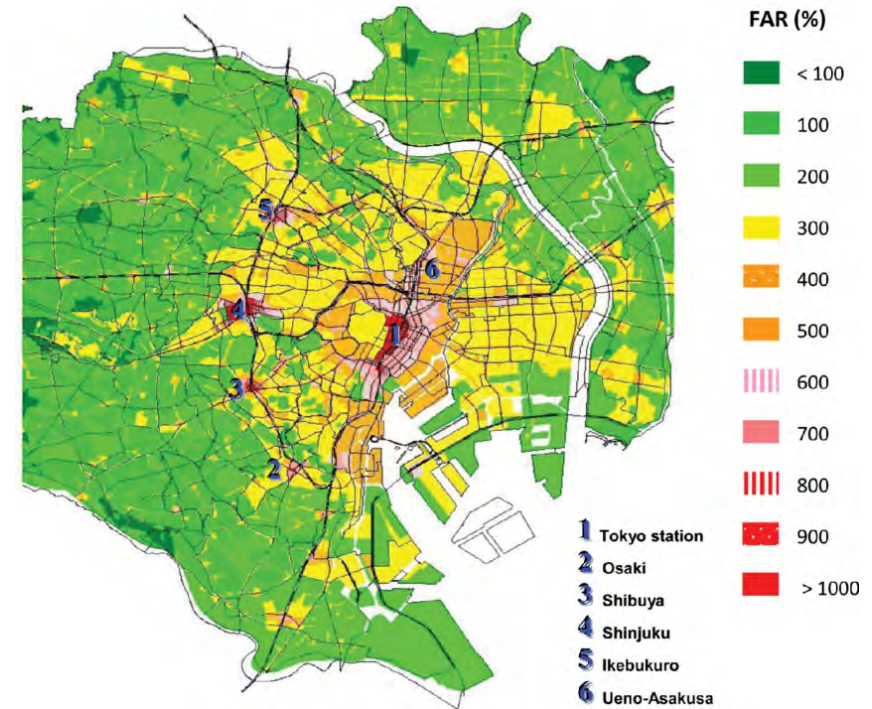 FAR (%)
< 100
100
200
300
400
500
600
700
800
900
> 1000
5
6
4
1
3
2
1 Tokyo station
2 Osaki
3 Shibuya
4 Shinjuku
5 Ikebukuro
6 Ueno-Asakusa